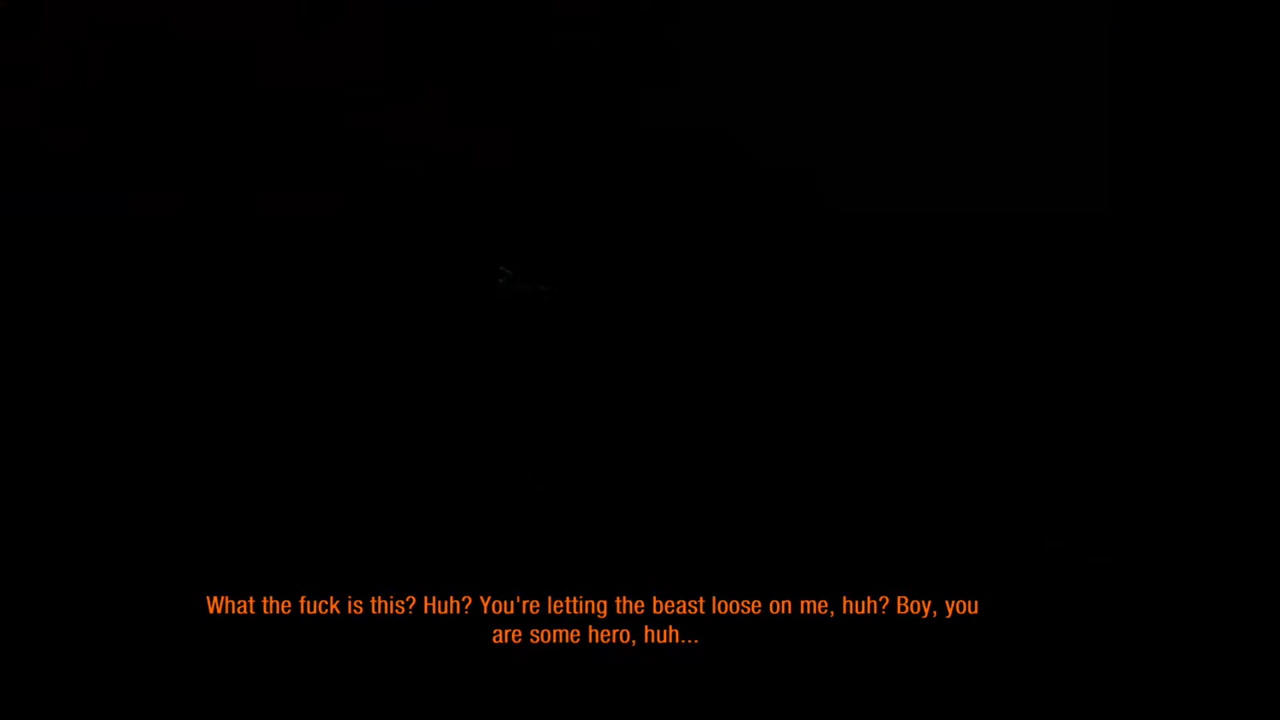 What the fuck is this? Huh? You're letting the beast loose on me, huh? Boy, you
are some hero, huh...